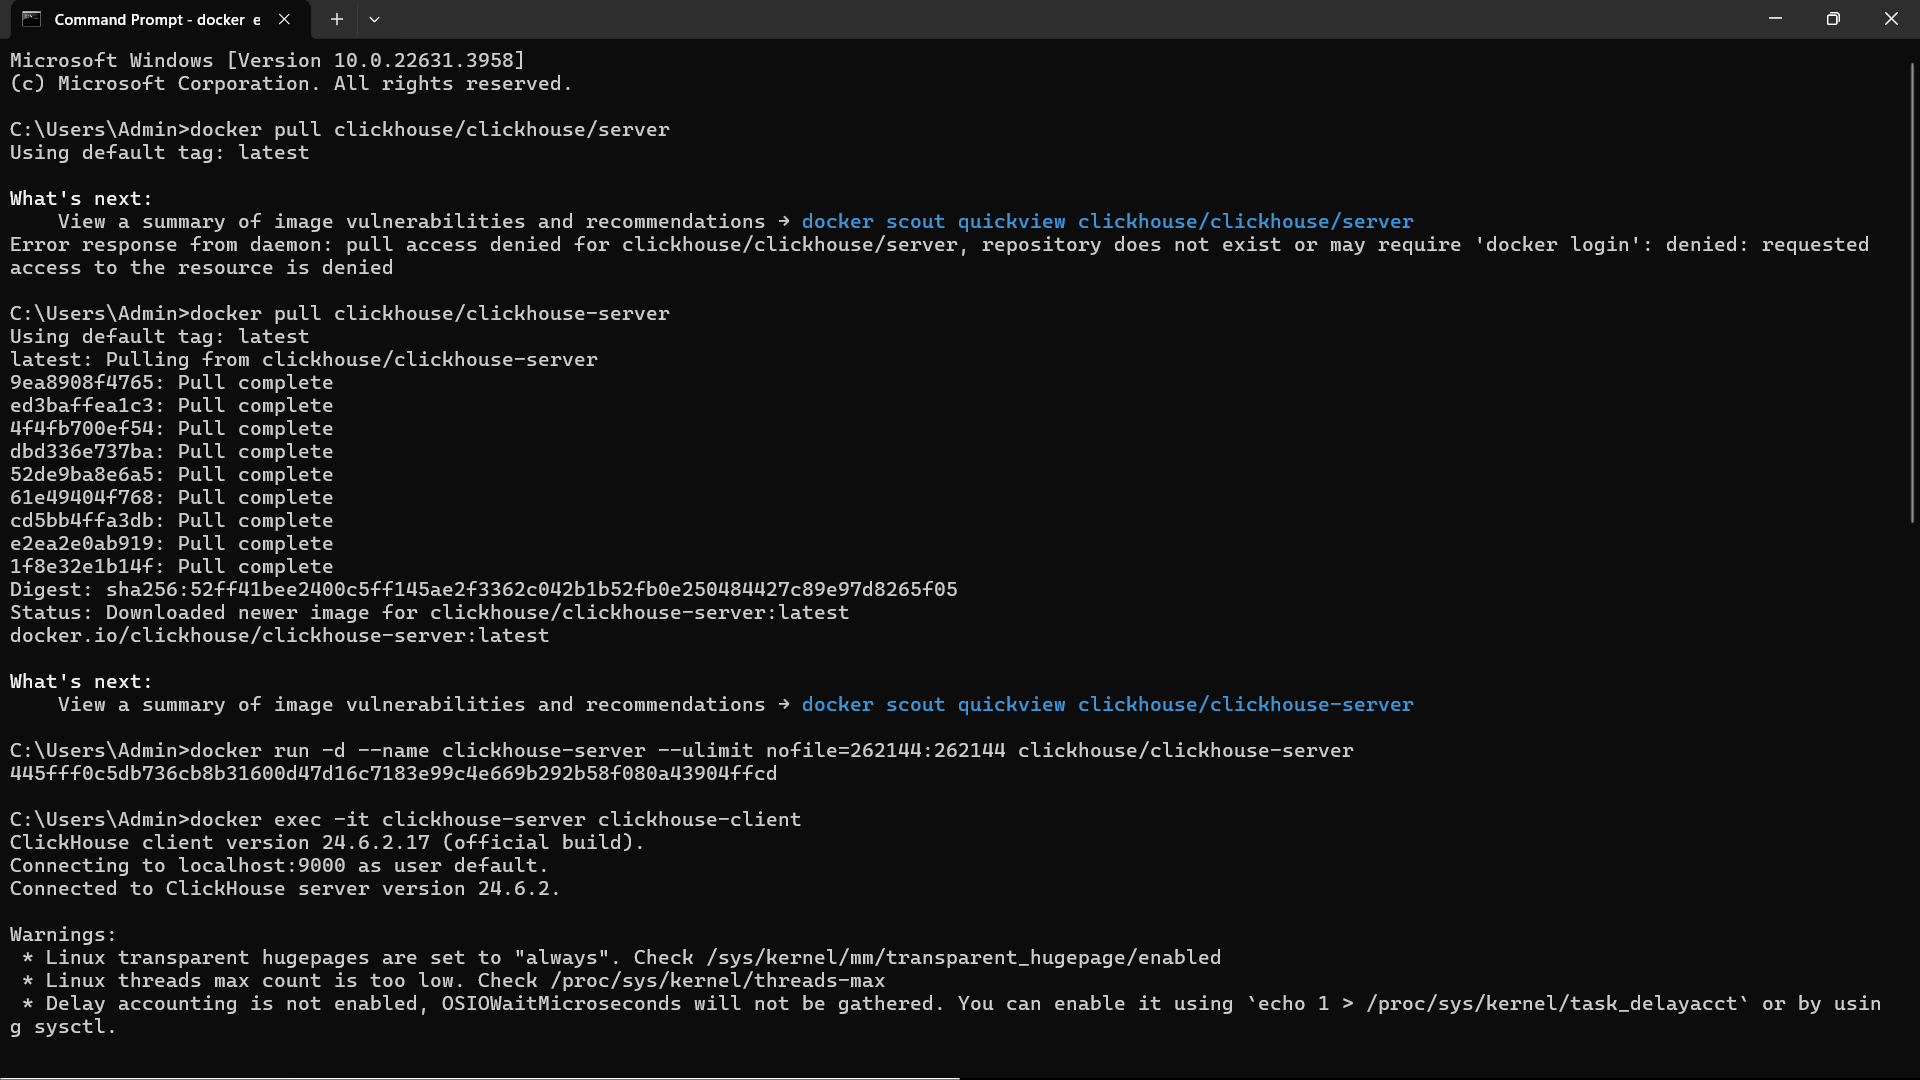 Command Prompt - docker e
Microsoft Windows [Version 10.0.22631.3958]
(c) Microsoft Corporation. All rights reserved.
C:\Users\Admin>docker pull clickhouse/clickhouse/server
Using default tag: latest
What's next:
    View a summary of image vulnerabilities and recommendations → docker scout quickview clickhouse/clickhouse/server
Error response from daemon: pull access denied for clickhouse/clickhouse/server, repository does not exist or may require 'docker login': denied: requested
access to the resource is denied
C:\Users\Admin>docker pull clickhouse/clickhouse-server
Using default tag: latest
latest: Pulling from clickhouse/clickhouse-server
9ea8908f4765: Pull complete
ed3baffea1c3: Pull complete
4f4fb700ef54: Pull complete
dbd336e737ba: Pull complete
52de9ba8e6a5: Pull complete
61e49404f768: Pull complete
cd5bb4ffa3db: Pull complete
e2ea2e0ab919: Pull complete
1f8e32e1b14f: Pull complete
Digest: sha256:52ff41bee2400c5ff145ae2f3362c042b1b52fb0e250484427c89e97d8265f05
Status: Downloaded newer image for clickhouse/clickhouse-server:latest
docker.io/clickhouse/clickhouse-server:latest
What's next:
    View a summary of image vulnerabilities and recommendations → docker scout quickview clickhouse/clickhouse-server
C:\Users\Admin>docker run -d --name clickhouse-server --ulimit nofile=262144:262144 clickhouse/clickhouse-server
445fff0c5db736cb8b31600d47d16c7183e99c4e669b292b58f080a43904ffcd
C:\Users\Admin>docker exec -it clickhouse-server clickhouse-client
ClickHouse client version 24.6.2.17 (official build).
Connecting to localhost:9000 as user default.
Connected to ClickHouse server version 24.6.2.
Warnings:
 * Linux transparent hugepages are set to "always". Check /sys/kernel/mm/transparent_hugepage/enabled
 * Linux threads max count is too low. Check /proc/sys/kernel/threads-max
 * Delay accounting is not enabled, OSIOWaitMicroseconds will not be gathered. You can enable it using `echo 1 > /proc/sys/kernel/task_delayacct` or by usin
g sysctl.